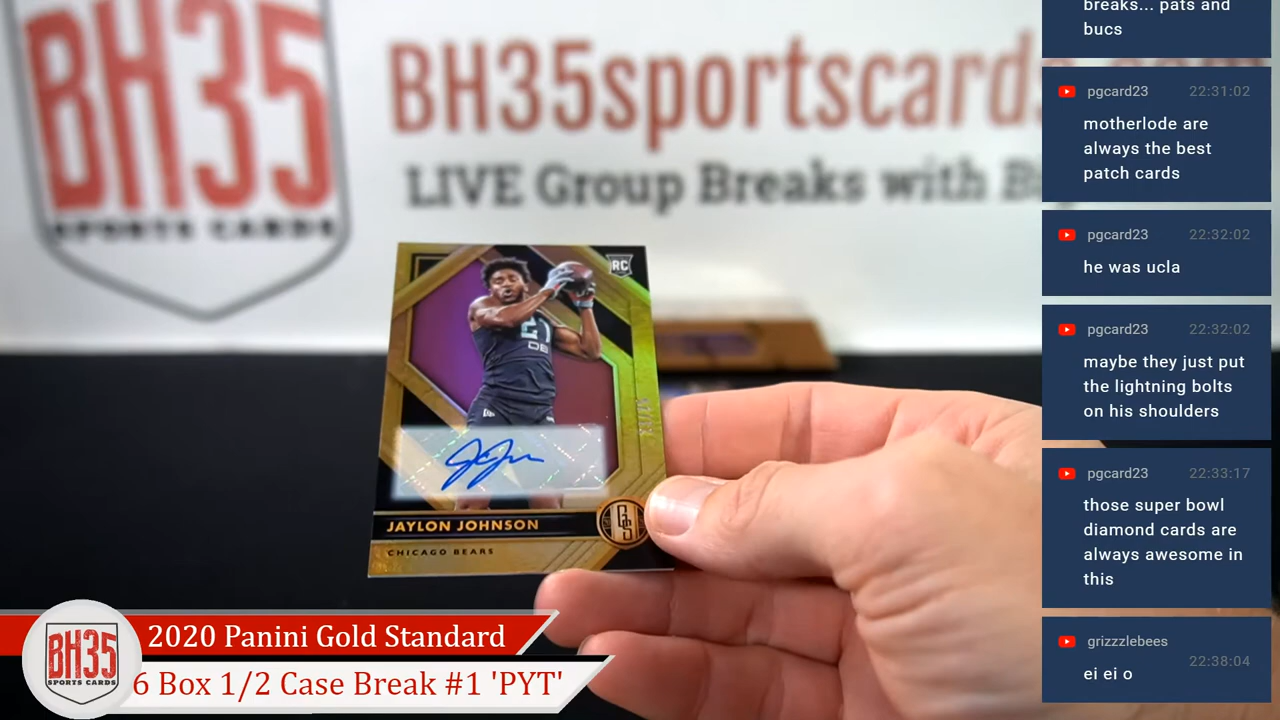 BH35
SPORTS CARDS
BH35sportscards
LIVE Group Breaks with
RC
21
DB
JAYLON JOHNSON
GS
CHICAGO BEARS
BH35
SPORTS CARDS
2020 Panini Gold Standard
6 Box 1/2 Case Break #1 'PYT'
breaks... pats and
bucs
pgcard23 22:31:02
motherlode are
always the best
patch cards
pgcard23 22:32:02
he was ucla
pgcard23 22:32:02
maybe they just put
the lightning bolts
on his shoulders
pgcard23 22:33:17
those super bowl
diamond cards are
always awesome in
this
grizzzlebees 22:38:04
ei ei o